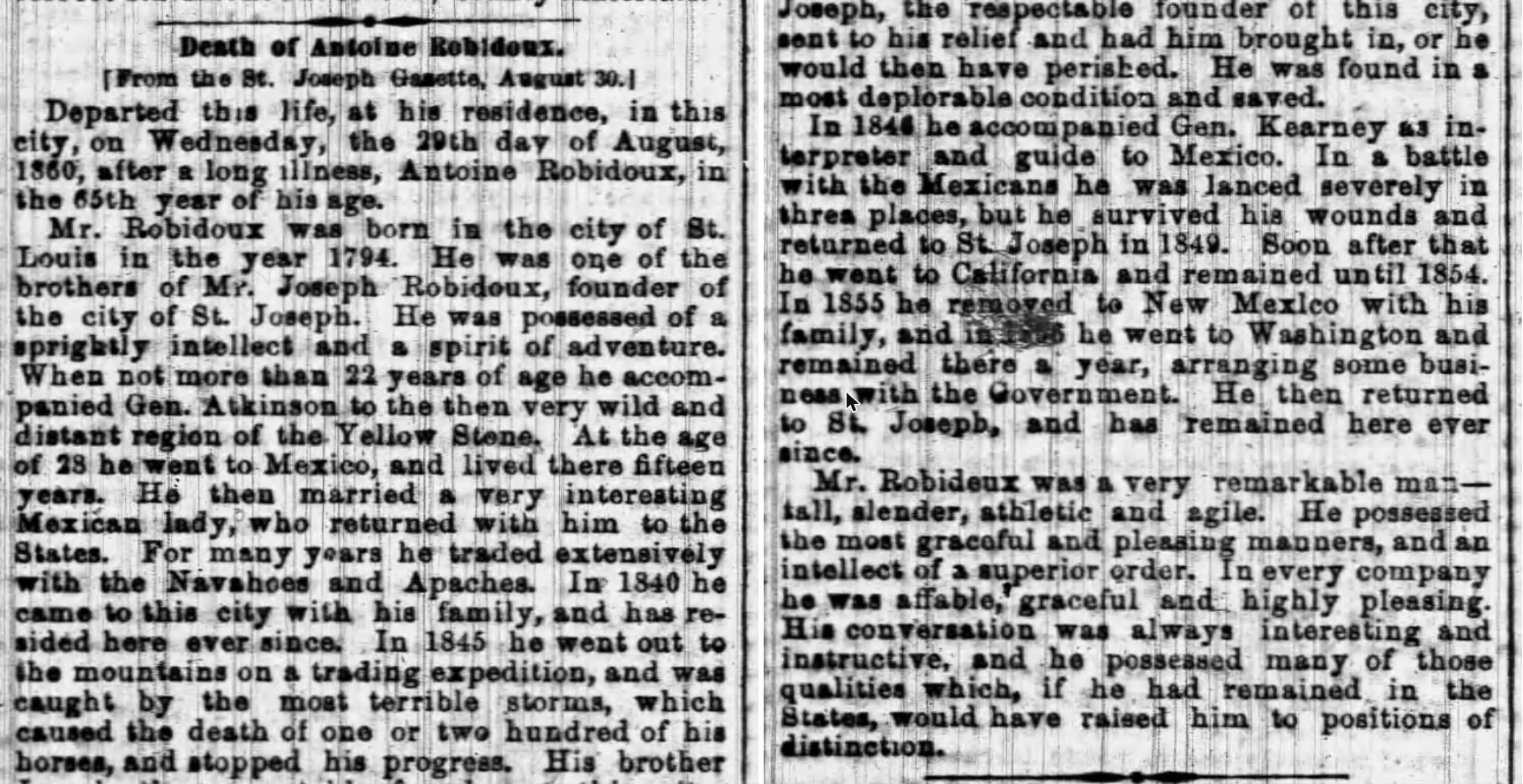 Death of Antoine Robidoux.
[From the St. Joseph Gazette, August 30.]
Departed this life, at his residence, in this
city, on Wednesday, the 29th day of August,
1860, after a long illness, Antoine Robidoux, in
the 65th year of his age.
Mr. Robidoux was born in the city of St.
Louis in the year 1794. He was one of the
brothers of Mr. Joseph Robidoux, founder of
the city of St. Joseph. He was possessed of a
sprightly intellect and a spirit of adventure.
When not more than 22 years of age he accom-
panied Gen. Atkinson to the then very wild and
distant region of the Yellow Stone. At the age
of 28 he went to Mexico, and lived there fifteen
years. He then married a very interesting
Mexican lady, who returned with him to the
States. For many years he traded extensively
with the Navahoes and Apaches. In 1840 he
came to this city with his family, and has re-
sided here ever since. In 1845 he went out to
the mountains on a trading expedition, and was
caught by the most terrible storms, which
caused the death of one or two hundred of his
horses, and stopped his progress. His brother
Joseph, the respectable founder of this city,
sent to his relief and had him brought in, or he
would then have perished. He was found in a
most deplorable condition and saved.
In 1846 he accompanied Gen. Kearney as in-
terpreter and guide to Mexico. In a battle
with the Mexicans he was lanced severely in
three places, but he survived his wounds and
returned to St. Joseph in 1849. Soon after that
he went to California and remained until 1854.
In 1855 he removed to New Mexico with his
family, and in he went to Washington and
remained there a year, arranging some busi-
ness with the Government. He then returned
to St. Joseph, and has remained here ever
since.
Mr. Robideux was a very remarkable man—
tall, slender, athletic and agile. He possessed
the most graceful and pleasing manners, and an
intellect of a superior order. In every company
he was affable, graceful and highly pleasing.
His conversation was always interesting and
instructive, and he possessed many of those
qualities which, if he had remained in the
States, would have raised him to positions of
distinction.